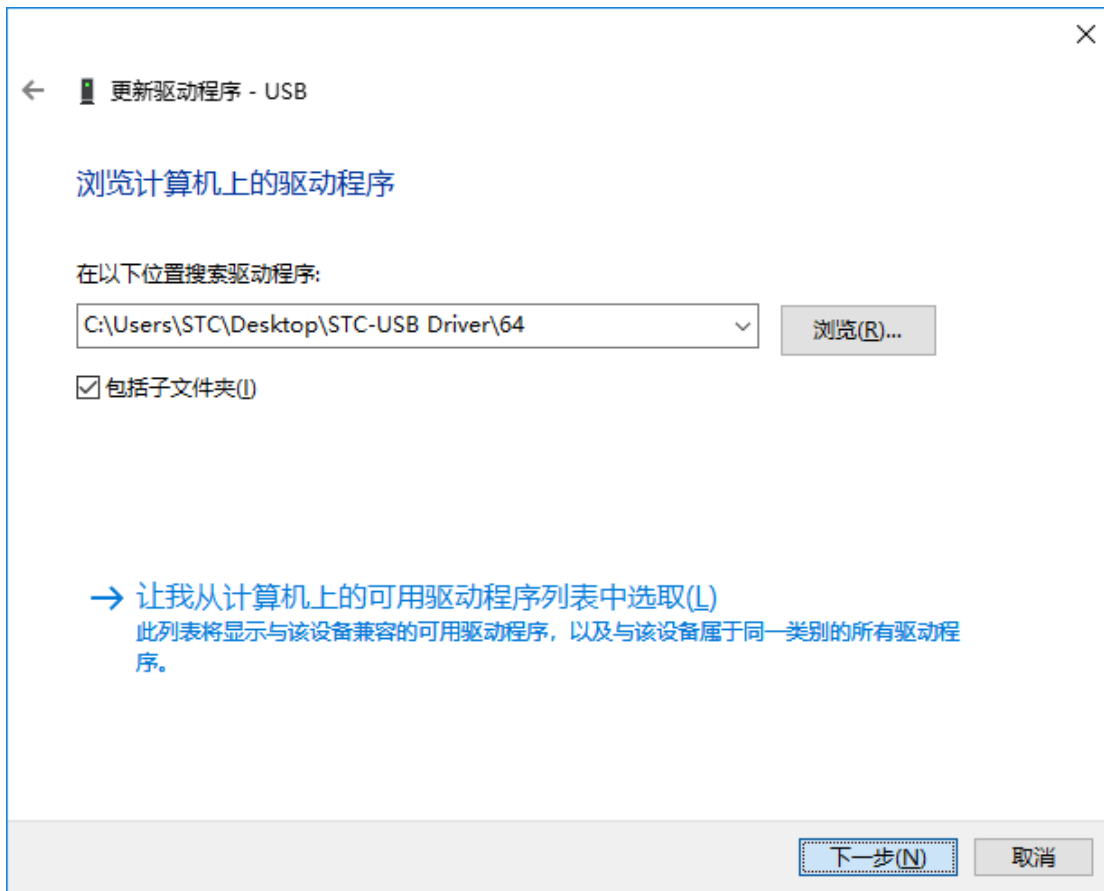 更新驱动程序 - USB
浏览计算机上的驱动程序
在以下位置搜索驱动程序:
C:\Users\STC\Desktop\STC-USB Driver\64
浏览(R)...
包括子文件夹(I)
让我从计算机上的可用驱动程序列表中选取(L)
此列表将显示与该设备兼容的可用驱动程序，以及与该设备属于同一类别的所有驱动程
序。
下一步(N)
取消